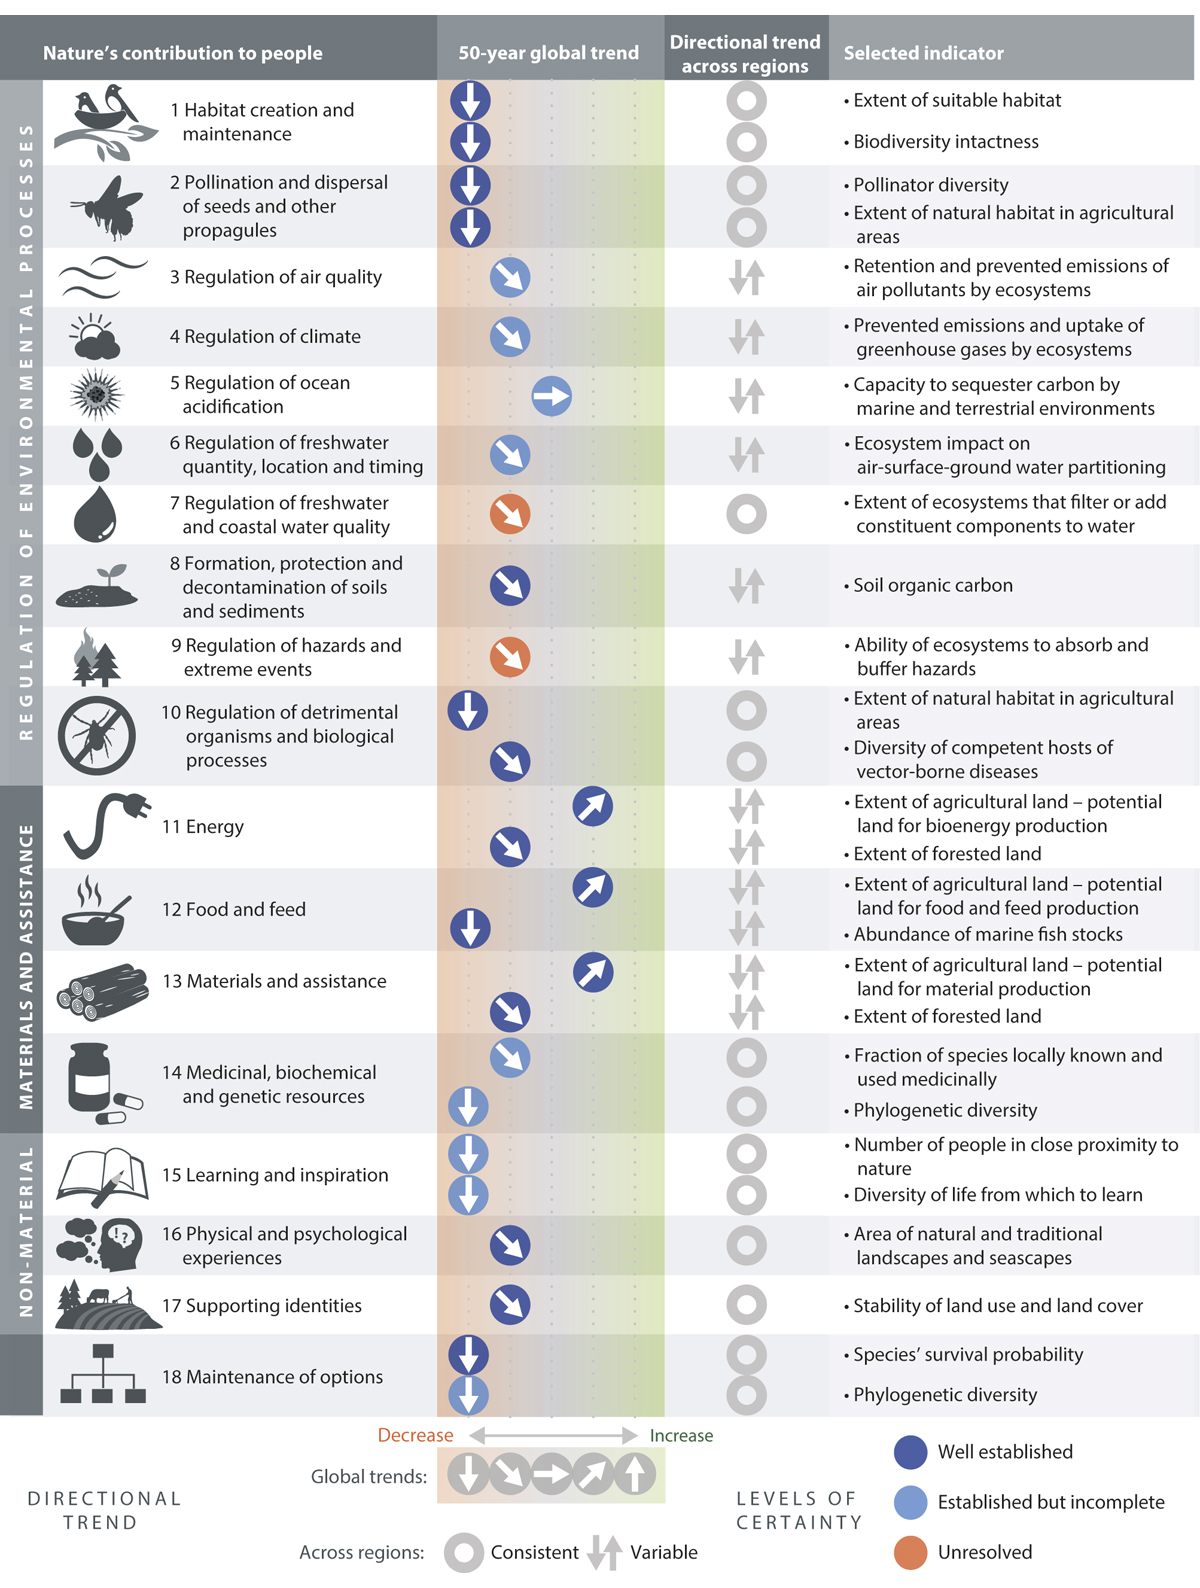 Nature's contribution to people
50-year global trend
Directional trend
across regions
Selected indicator
REGULATION OF ENVIRONMENTAL PROCESSES
1 Habitat creation and
maintenance
• Extent of suitable habitat
• Biodiversity intactness
2 Pollination and dispersal
of seeds and other
propagules
• Pollinator diversity
• Extent of natural habitat in agricultural
areas
3 Regulation of air quality
• Retention and prevented emissions of
air pollutants by ecosystems
4 Regulation of climate
• Prevented emissions and uptake of
greenhouse gases by ecosystems
5 Regulation of ocean
acidification
• Capacity to sequester carbon by
marine and terrestrial environments
6 Regulation of freshwater
quantity, location and timing
• Ecosystem impact on
air-surface-ground water partitioning
7 Regulation of freshwater
and coastal water quality
• Extent of ecosystems that filter or add
constituent components to water
8 Formation, protection and
decontamination of soils
and sediments
• Soil organic carbon
9 Regulation of hazards and
extreme events
• Ability of ecosystems to absorb and
buffer hazards
10 Regulation of detrimental
organisms and biological
processes
• Extent of natural habitat in agricultural
areas
• Diversity of competent hosts of
vector-borne diseases
MATERIALS AND ASSISTANCE
11 Energy
• Extent of agricultural land – potential
land for bioenergy production
• Extent of forested land
12 Food and feed
• Extent of agricultural land – potential
land for food and feed production
• Abundance of marine fish stocks
13 Materials and assistance
• Extent of agricultural land – potential
land for material production
• Extent of forested land
14 Medicinal, biochemical
and genetic resources
• Fraction of species locally known and
used medicinally
• Phylogenetic diversity
NON-MATERIAL
15 Learning and inspiration
• Number of people in close proximity to
nature
• Diversity of life from which to learn
16 Physical and psychological
experiences
! ?
• Area of natural and traditional
landscapes and seascapes
17 Supporting identities
• Stability of land use and land cover
18 Maintenance of options
• Species' survival probability
• Phylogenetic diversity
Decrease
Increase
Global trends:
DIRECTIONAL
TREND
Across regions:
Consistent
Variable
LEVELS OF
CERTAINTY
Well established
Established but incomplete
Unresolved